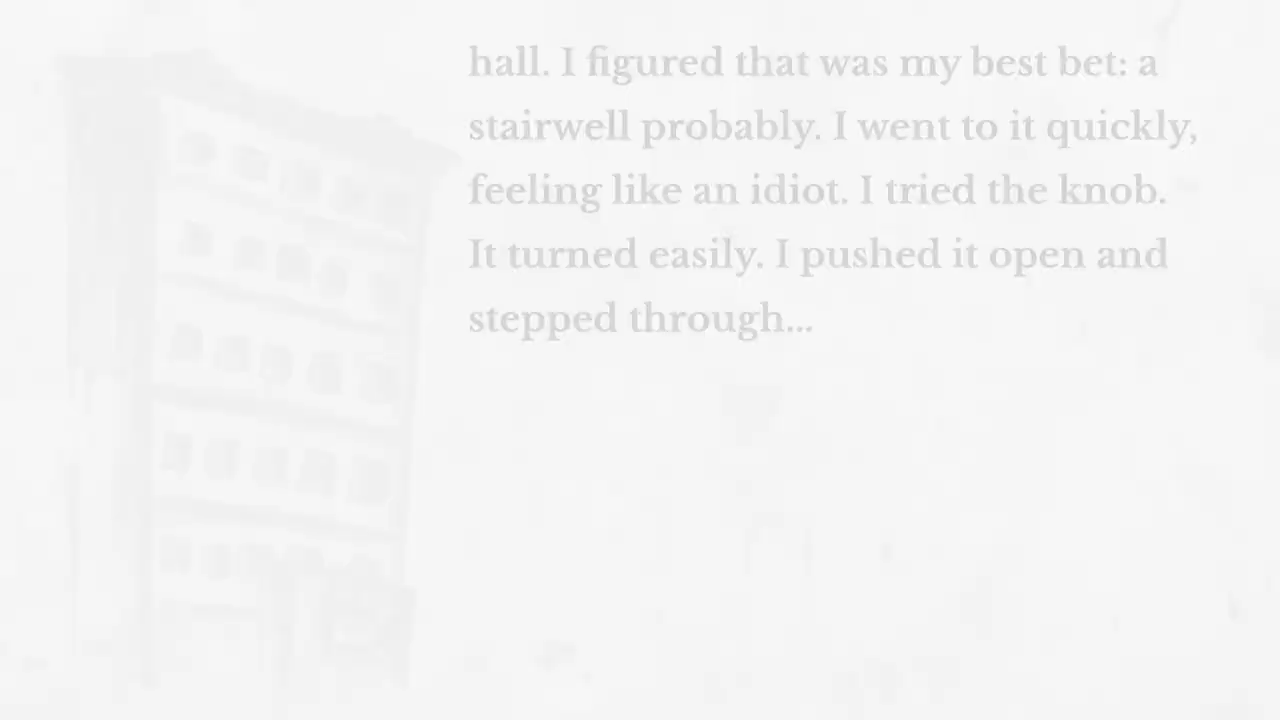 hall. I figured that was my best bet: a
stairwell probably. I went to it quickly,
feeling like an idiot. I tried the knob.
It turned easily. I pushed it open and
stepped through...